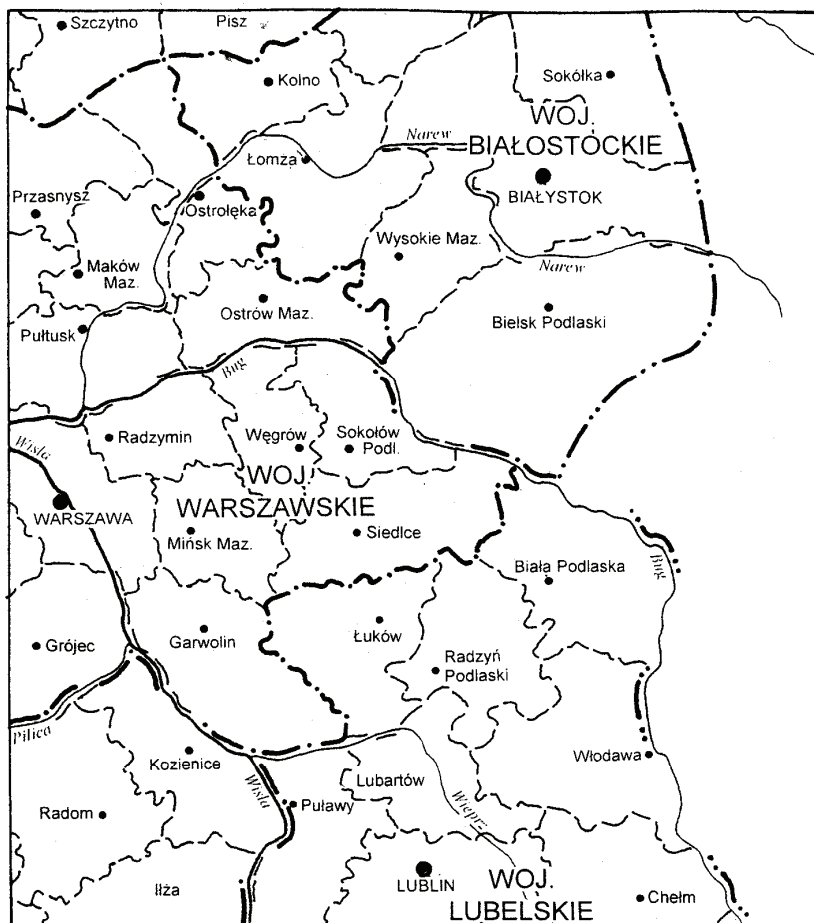 Szczytno
Pisz
Kolno
Sokółka
WOJ.
BIAŁOSTOCKIE
Narew
Łomża
BIAŁYSTOK
Przasnysz
Ostrołęka
Wysokie Maz.
Maków
Maz.
Narew
Ostrów Maz.
Bielsk Podlaski
Pułtusk
Bug
Radzymin
Węgrów
Sokołów
Podl.
Wisła
WOJ.
WARSZAWSKIE
WARSZAWA
Mińsk Maz.
Siedlce
Biała Podlaska
Bug
Garwolin
Łuków
Grójec
Radzyń
Podlaski
Pilica
Kozienice
Włodawa
Lubartów
Wisła
Puławy
Wieprz
Radom
WOJ.
LUBELSKIE
LUBLIN
Iłża
Chełm